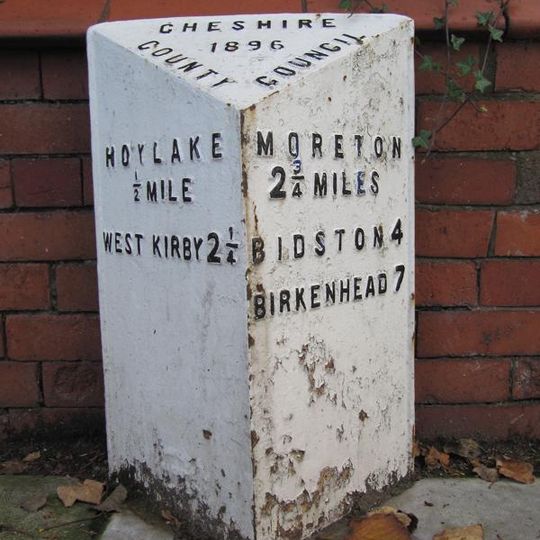 CHESHIRE
1896
COUNTY COUNCIL
HOYLAKE
½ MILE
WEST KIRBY 2¼
MORETON
2¾ MILES
BIDSTON 4
BIRKENHEAD 7